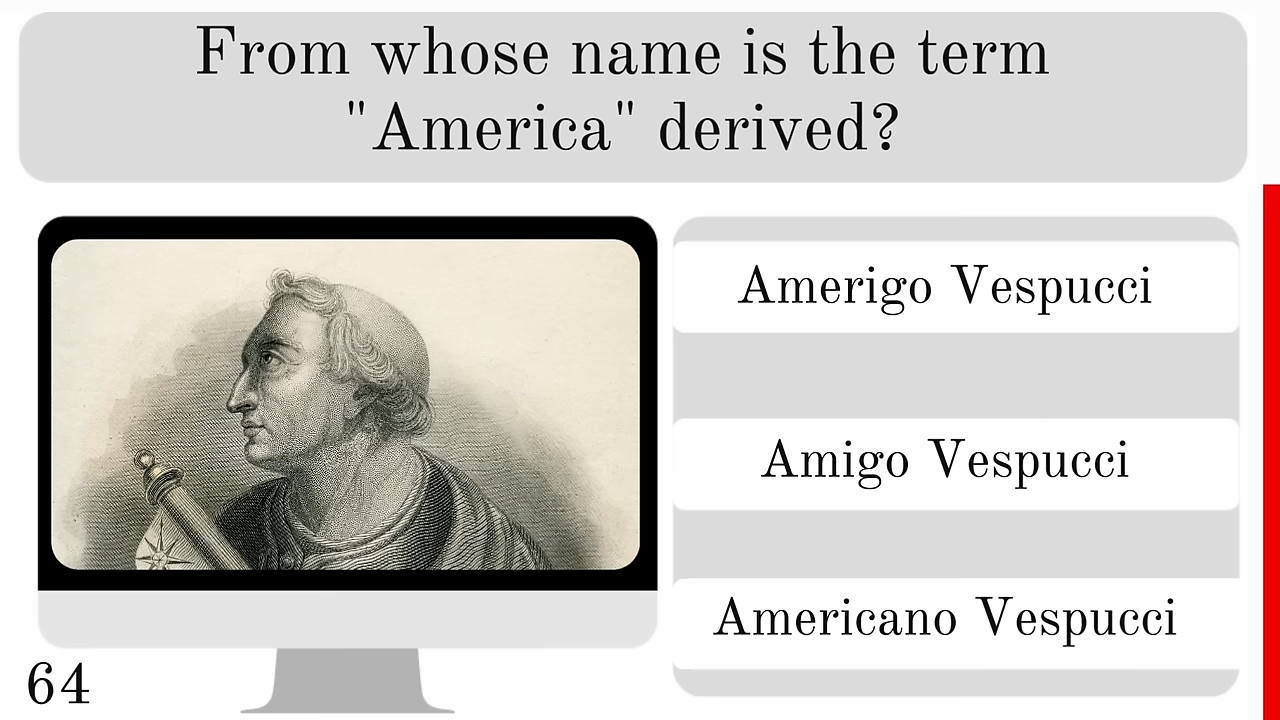 From whose name is the term
"America" derived?
Amerigo Vespucci
Amigo Vespucci
Americano Vespucci
64